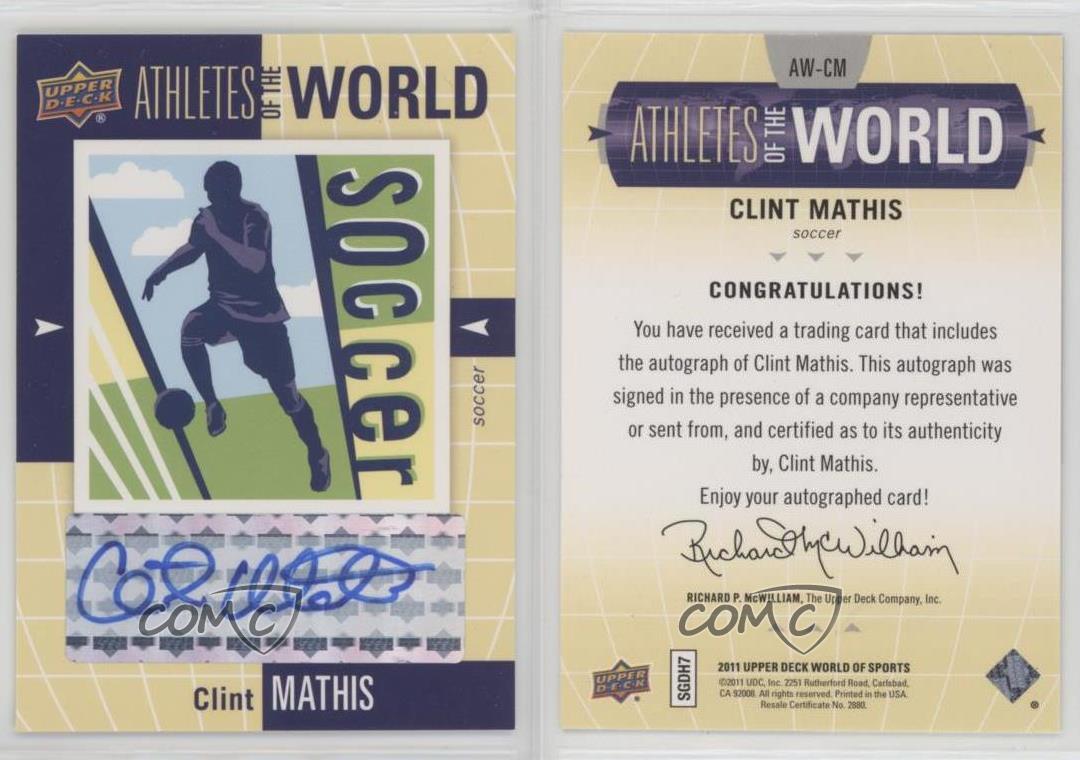 UPPER
D·E·C·K
®
ATHLETES OF THE WORLD
soccer
soccer
Clint Mathis
COMC
Clint MATHIS
AW-CM
ATHLETES OF THE WORLD
CLINT MATHIS
soccer
CONGRATULATIONS!
You have received a trading card that includes
the autograph of Clint Mathis. This autograph was
signed in the presence of a company representative
or sent from, and certified as to its authenticity
by, Clint Mathis.
Enjoy your autographed card!
Richard P. McWilliam
RICHARD P. McWILLIAM, The Upper Deck Company, Inc.
COMC
UPPER
D·E·C·K
®
SGDH7
2011 UPPER DECK WORLD OF SPORTS
©2011 UDC, Inc. 2251 Rutherford Road, Carlsbad,
CA 92008. All rights reserved. Printed in the USA.
Resale Certificate No. 2880.
®